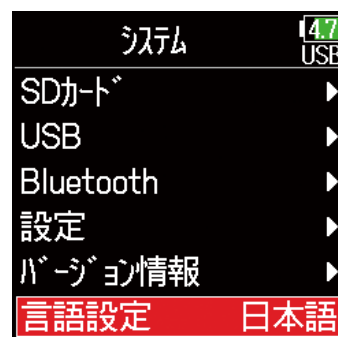 システム
4.7
USB
SDカード
USB
Bluetooth
設定
バージョン情報
言語設定 日本語